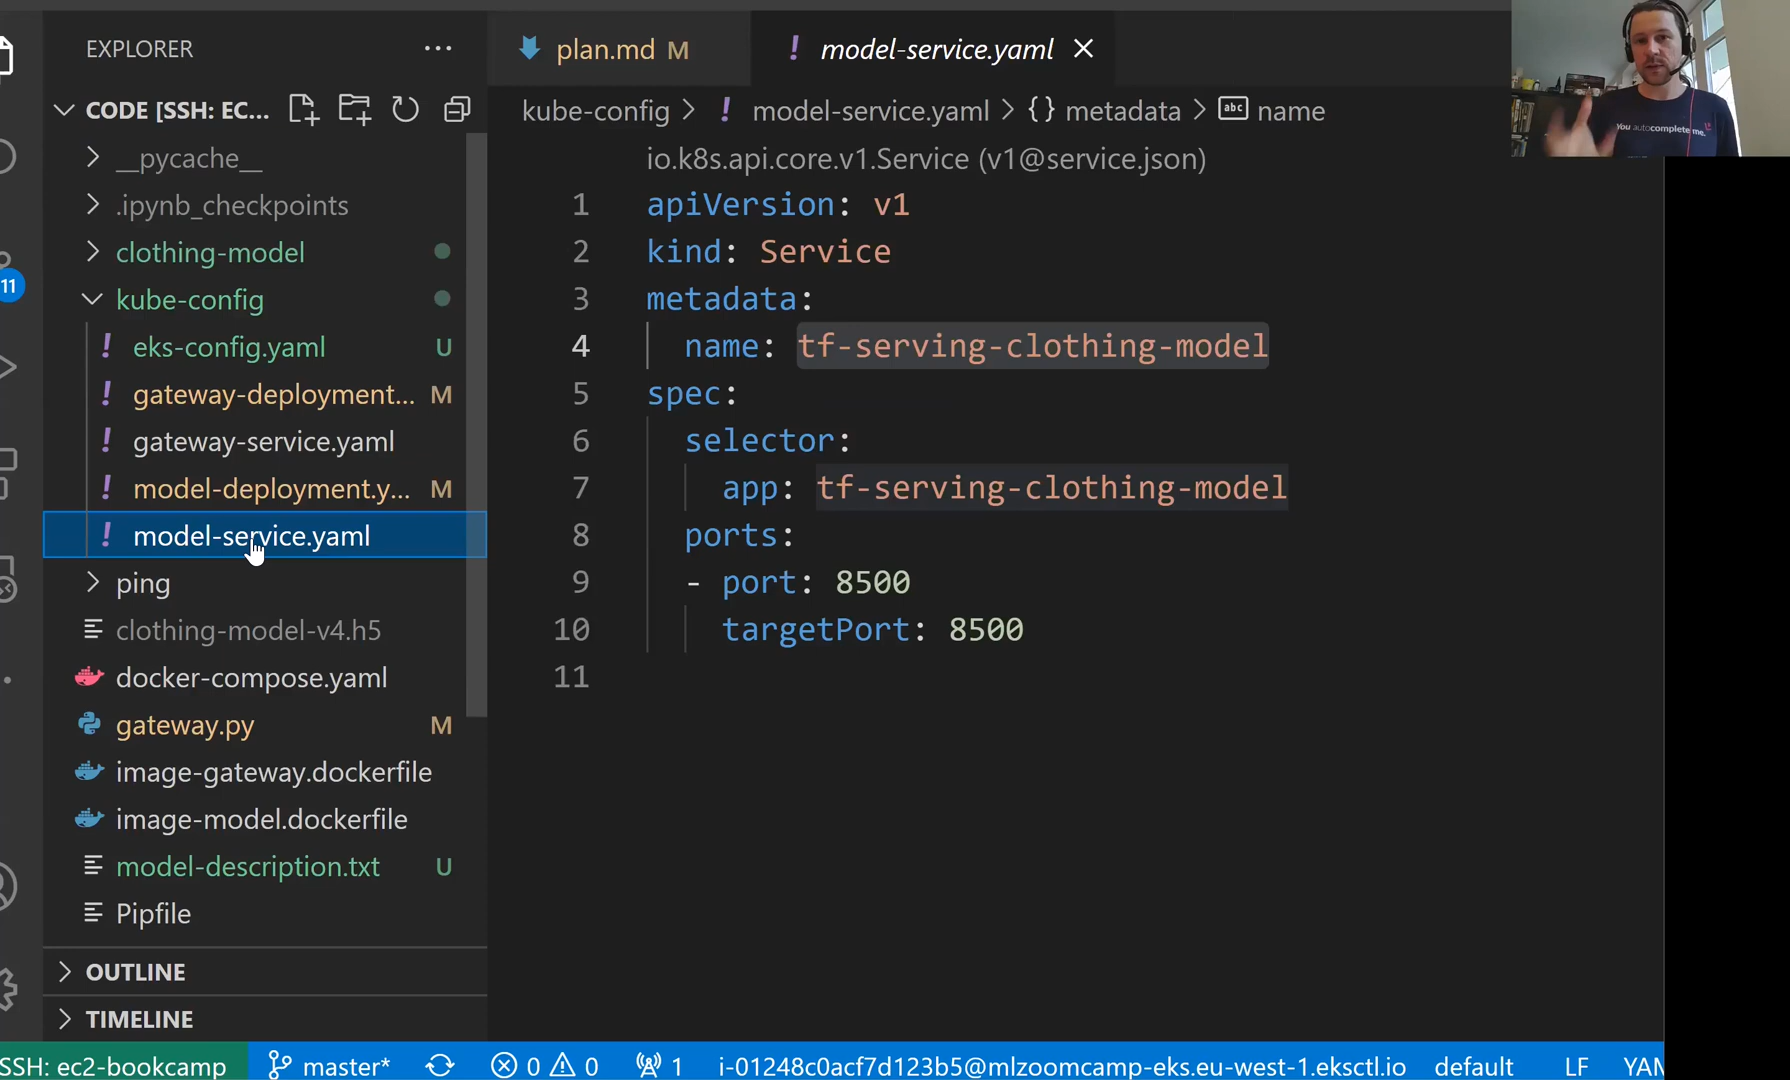 EXPLORER
CODE [SSH: EC...
__pycache__
.ipynb_checkpoints
clothing-model
kube-config
eks-config.yaml U
gateway-deployment... M
gateway-service.yaml
model-deployment.y... M
model-service.yaml
ping
clothing-model-v4.h5
docker-compose.yaml
gateway.py M
image-gateway.dockerfile
image-model.dockerfile
model-description.txt U
Pipfile
OUTLINE
TIMELINE
11
plan.md M
! model-service.yaml
kube-config > ! model-service.yaml > {} metadata > abc name
io.k8s.api.core.v1.Service (v1@service.json)
1 apiVersion: v1
2 kind: Service
3 metadata:
4 name: tf-serving-clothing-model
5 spec:
6 selector:
7 app: tf-serving-clothing-model
8 ports:
9 - port: 8500
10 targetPort: 8500
11
You autocomplete me.
SSH: ec2-bookcamp master* 0 0 1 i-01248c0acf7d123b5@mlzoomcamp-eks.eu-west-1.eksctl.io default LF YAM